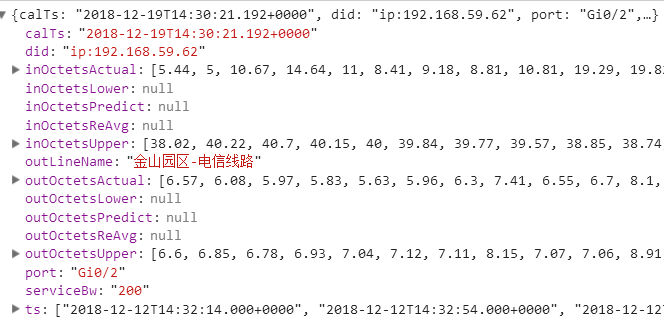 {calTs: "2018-12-19T14:30:21.192+0000", did: "ip:192.168.59.62", port: "Gi0/2",…}
calTs: "2018-12-19T14:30:21.192+0000"
did: "ip:192.168.59.62"
inOctetsActual: [5.44, 5, 10.67, 14.64, 11, 8.41, 9.18, 8.81, 10.81, 19.29, 19.83
inOctetsLower: null
inOctetsPredict: null
inOctetsReAvg: null
inOctetsUpper: [38.02, 40.22, 40.7, 40.15, 40, 39.84, 39.77, 39.57, 38.85, 38.74
outLineName: "金山园区-电信线路"
outOctetsActual: [6.57, 6.08, 5.97, 5.83, 5.63, 5.96, 6.3, 7.41, 6.55, 6.7, 8.1,
outOctetsLower: null
outOctetsPredict: null
outOctetsReAvg: null
outOctetsUpper: [6.6, 6.85, 6.78, 6.93, 7.04, 7.12, 7.11, 8.15, 7.07, 7.06, 8.91
port: "Gi0/2"
serviceBw: "200"
ts: ["2018-12-12T14:32:14.000+0000", "2018-12-12T14:32:54.000+0000", "2018-12-12T